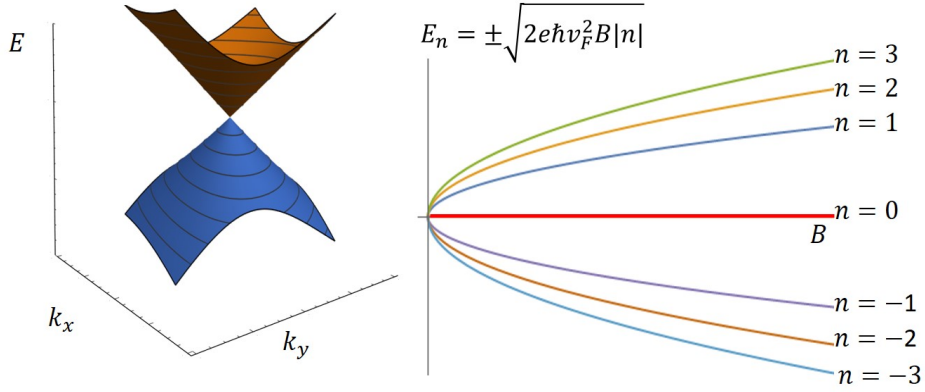 E
k_x
k_y
E_n = ±√(2eħv_F^2B|n|)
n = 3
n = 2
n = 1
n = 0
B
n = −1
n = −2
n = −3